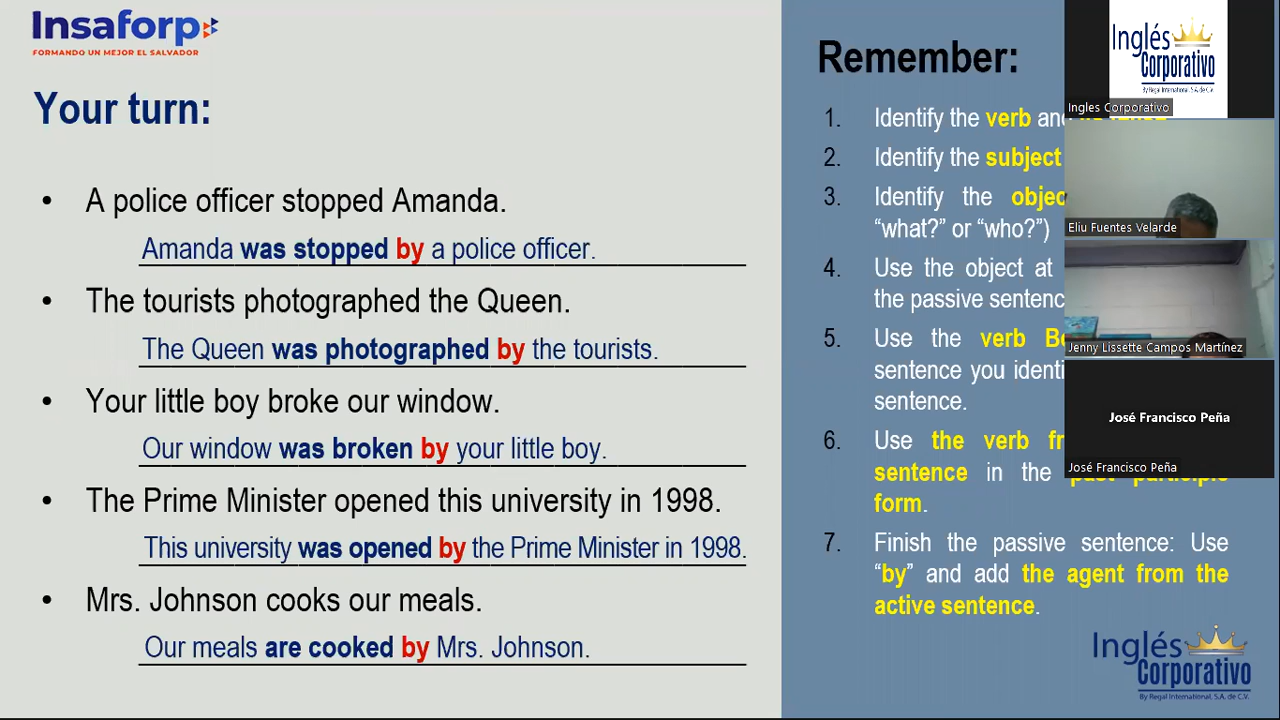 Insaforp
FORMANDO UN MEJOR EL SALVADOR
Your turn:
• A police officer stopped Amanda.
Amanda was stopped by a police officer.
• The tourists photographed the Queen.
The Queen was photographed by the tourists.
• Your little boy broke our window.
Our window was broken by your little boy.
• The Prime Minister opened this university in 1998.
This university was opened by the Prime Minister in 1998.
• Mrs. Johnson cooks our meals.
Our meals are cooked by Mrs. Johnson.
Remember:
1. Identify the verb and
2. Identify the subject
3. Identify the
“what?” or “who?”)
4. Use the object at
the passive
5. Use the verb
sentence you
sentence.
6. Use the verb
sentence in the past participle
form.
7. Finish the passive sentence: Use
“by” and add the agent from the
active sentence.
Inglés
Corporativo
By Regal International, S.A. de C.V.
Ingles Corporativo
Eliu Fuentes Velarde
Jenny Lissette Campos Martínez
José Francisco Peña
José Francisco Peña
Inglés
Corporativo
By Regal International, S.A. de C.V.